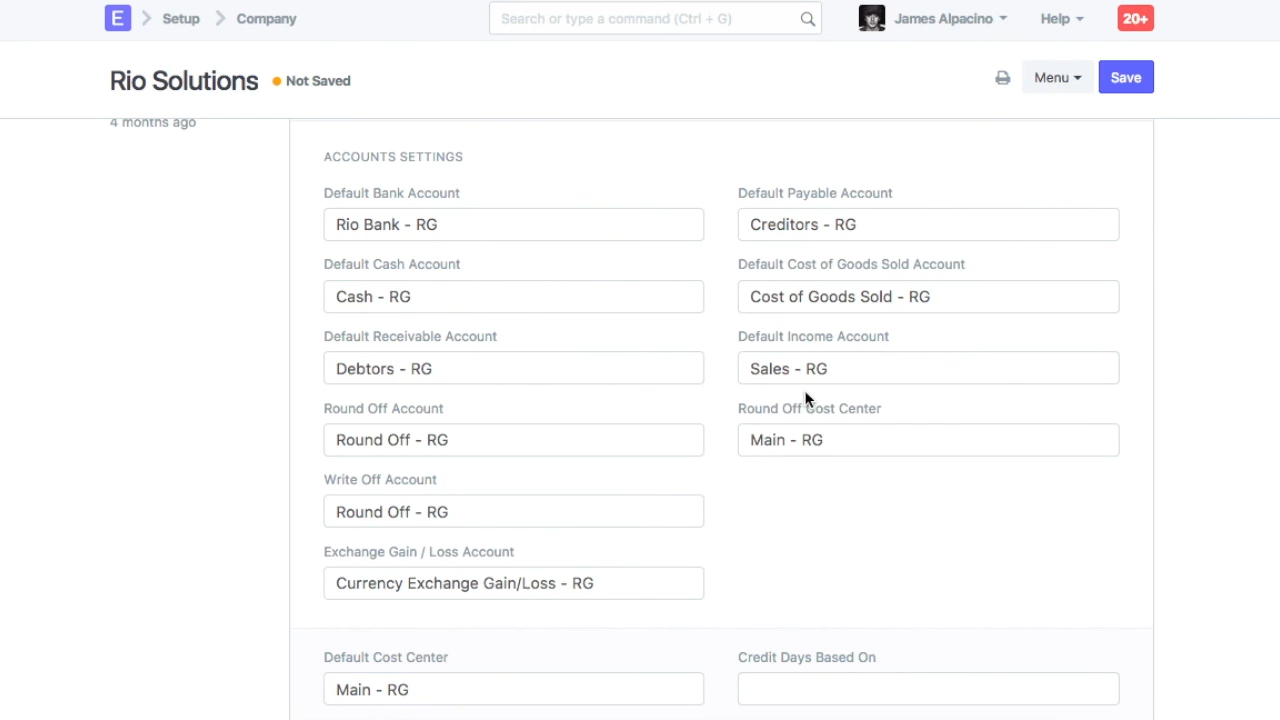 E Setup Company Search or type a command (Ctrl + G) James Alpacino Help 20+
Rio Solutions Not Saved Menu Save
4 months ago
ACCOUNTS SETTINGS
Default Bank Account Default Payable Account
Rio Bank - RG Creditors - RG
Default Cash Account Default Cost of Goods Sold Account
Cash - RG Cost of Goods Sold - RG
Default Receivable Account Default Income Account
Debtors - RG Sales - RG
Round Off Account Round Off Cost Center
Round Off - RG Main - RG
Write Off Account
Round Off - RG
Exchange Gain / Loss Account
Currency Exchange Gain/Loss - RG
Default Cost Center Credit Days Based On
Main - RG